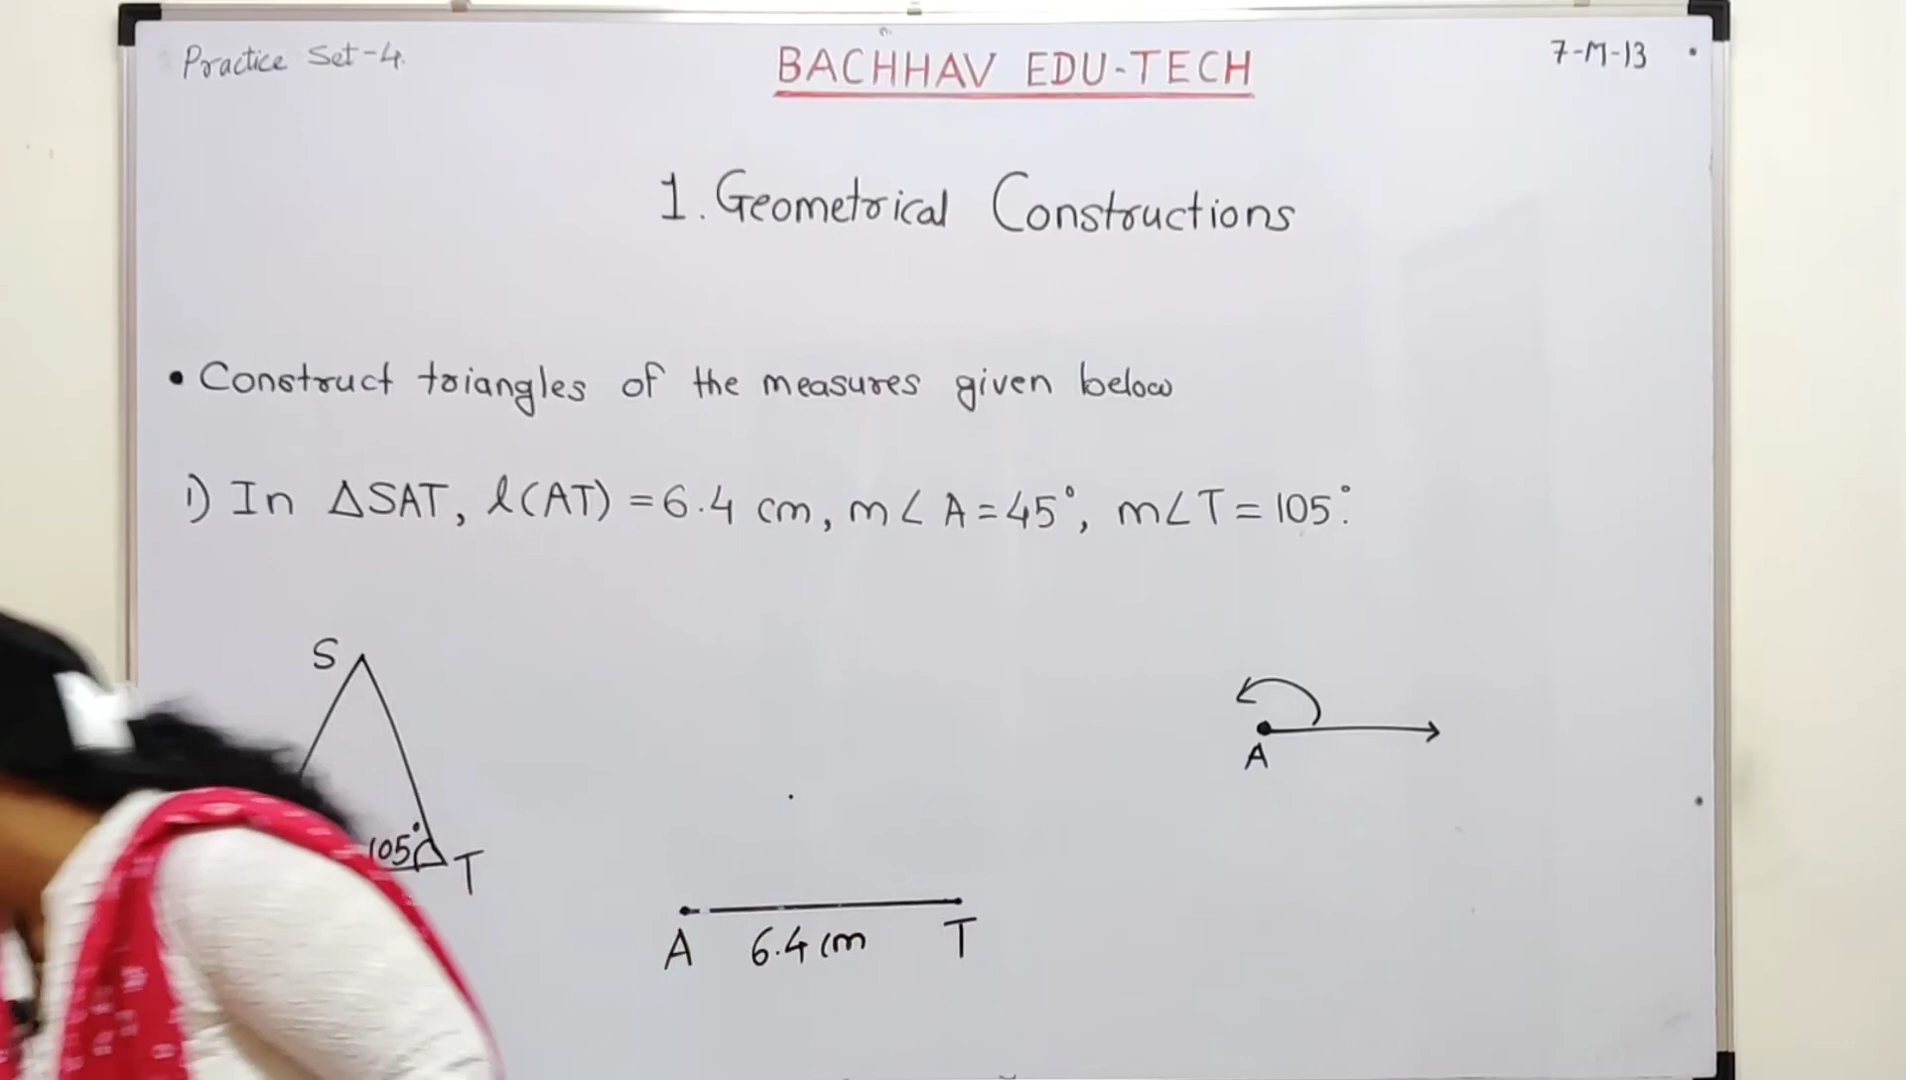 Practice Set-4.
BACHHAV EDU-TECH
7-M-13
1. Geometrical Constructions
• Construct triangles of the measures given below
i) In ΔSAT, l(AT) = 6.4 cm, m∠A = 45°, m∠T = 105°.
S
105°
T
A 6.4 cm T
A